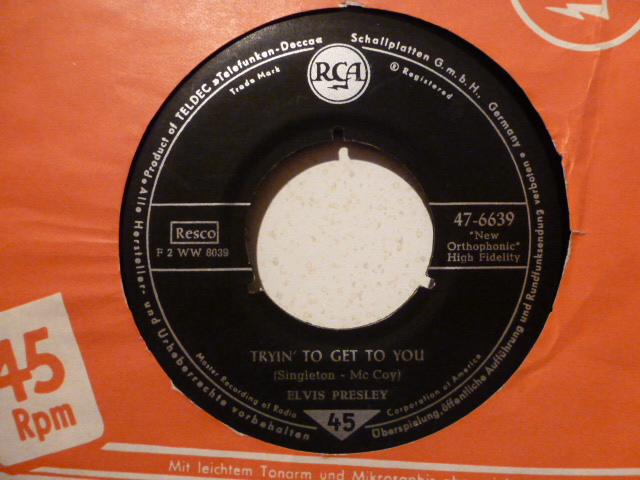 •Product of TELDEC »Telefunken-Decca« Schallplatten G.m.b.H., Germany •
Trade Mark
RCA
® Registered
Resco
F 2 WW 8039
47-6639
"New
Orthophonic"
High Fidelity
TRYIN' TO GET TO YOU
(Singleton - Mc Coy)
ELVIS PRESLEY
Master Recording of Radio Corporation of America
45
•Alle Hersteller- und Urheberrechte vorbehalten
Überspielung, öffentliche Aufführung und Rundfunksendung verboten•
45
Rpm
Mit leichtem Tonarm und